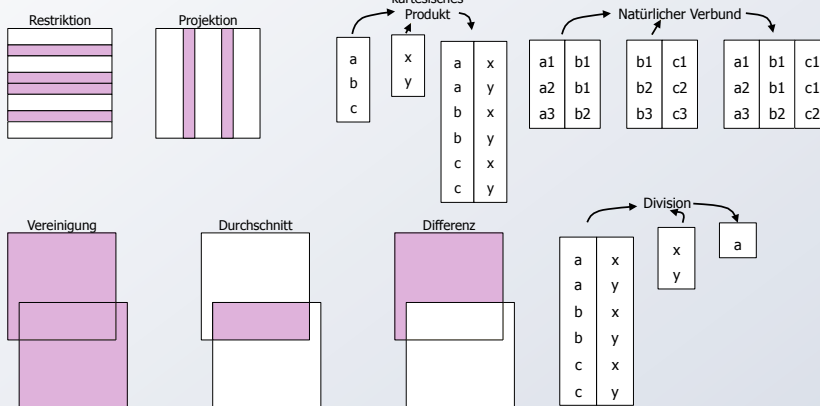 Restriktion
Projektion
kartesisches
Produkt
a
b
c
x
y
a x
a y
b x
b y
c x
c y
Natürlicher Verbund
a1 b1
a2 b1
a3 b2
b1 c1
b2 c2
b3 c3
a1 b1 c1
a2 b1 c1
a3 b2 c2
Vereinigung
Durchschnitt
Differenz
Division
a x
a y
b x
b y
c x
c y
x
y
a